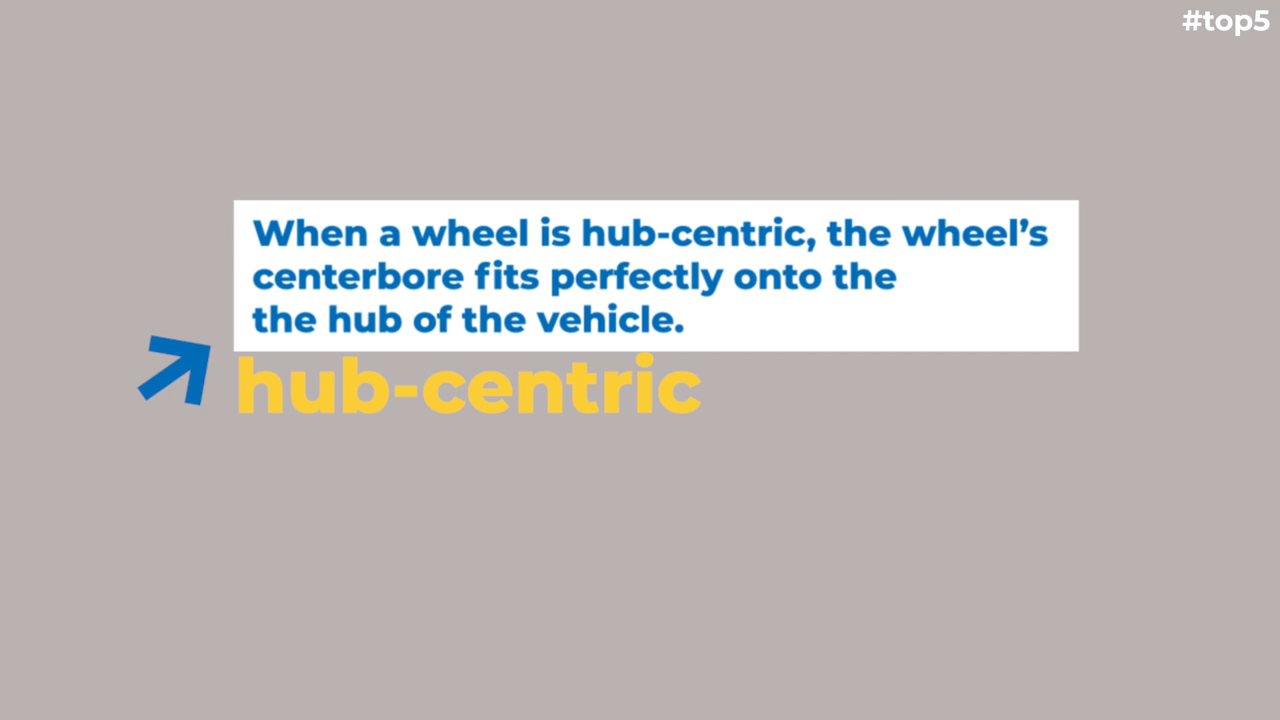 #top5
When a wheel is hub-centric, the wheel’s
centerbore fits perfectly onto the
the hub of the vehicle.
hub-centric